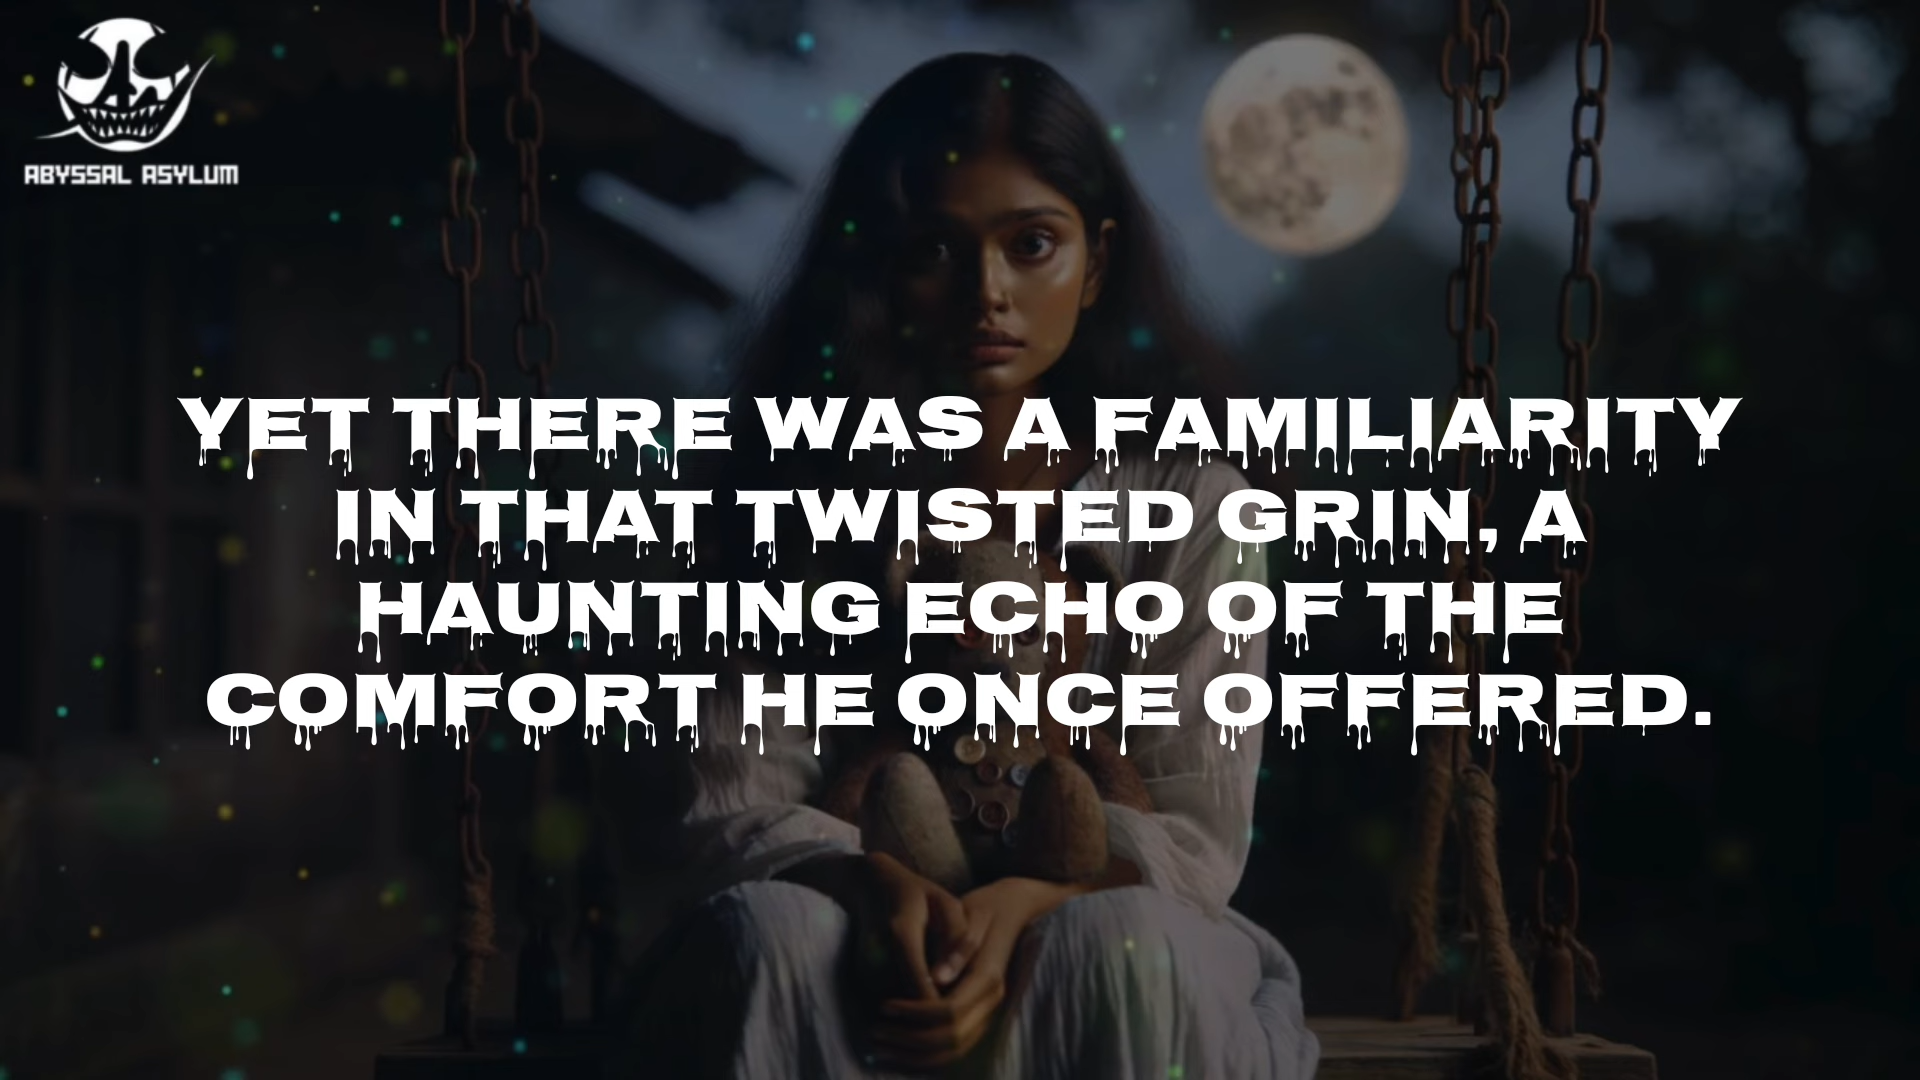 ABYSSAL ASYLUM
YET THERE WAS A FAMILIARITY
IN THAT TWISTED GRIN, A
HAUNTING ECHO OF THE
COMFORT HE ONCE OFFERED.